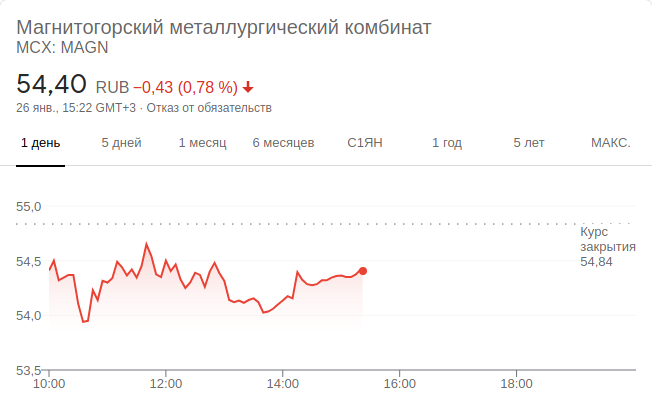 Магнитогорский металлургический комбинат
MCX: MAGN
54,40 RUB −0,43 (0,78 %)
26 янв., 15:22 GMT+3 · Отказ от обязательств
1 день 5 дней 1 месяц 6 месяцев С1ЯН 1 год 5 лет МАКС.
55,0
Курс
закрытия
54,84
54,5
54,0
53,5
10:00 12:00 14:00 16:00 18:00